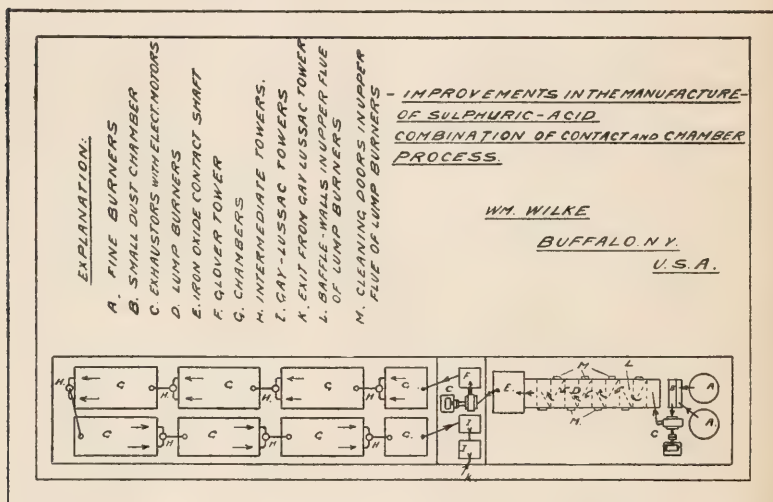 EXPLANATION:
A. FINE BURNERS
B. SMALL DUST CHAMBER
C. EXHAUSTORS WITH ELECT. MOTORS
D. LUMP BURNERS
E. IRON OXIDE CONTACT SHAFT
F. GLOVER TOWER
G. CHAMBERS
H. INTERMEDIATE TOWERS.
I. GAY-LUSSAC TOWERS
K. EXIT FROM GAY LUSSAC TOWER
L. BAFFLE-WALLS IN UPPER FLUE
OF LUMP BURNERS
M. CLEANING DOORS IN UPPER
FLUE OF LUMP BURNERS
- IMPROVEMENTS IN THE MANUFACTURE-
OF SULPHURIC-ACID
COMBINATION OF CONTACT AND CHAMBER
PROCESS.
WM. WILKE
BUFFALO. N.Y.
U.S.A.
H. G H G H G H G. C F E. M L D M. B A
G H G H G H G. I I K C A.